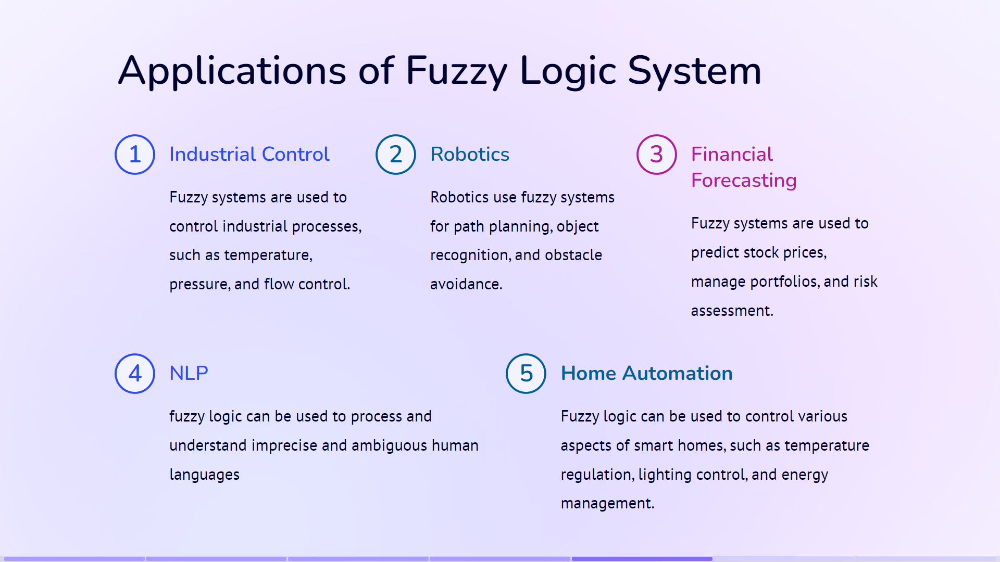 Applications of Fuzzy Logic System
1
Industrial Control
Fuzzy systems are used to
control industrial processes,
such as temperature,
pressure, and flow control.
2
Robotics
Robotics use fuzzy systems
for path planning, object
recognition, and obstacle
avoidance.
3
Financial
Forecasting
Fuzzy systems are used to
predict stock prices,
manage portfolios, and risk
assessment.
4
NLP
fuzzy logic can be used to process and
understand imprecise and ambiguous human
languages
5
Home Automation
Fuzzy logic can be used to control various
aspects of smart homes, such as temperature
regulation, lighting control, and energy
management.